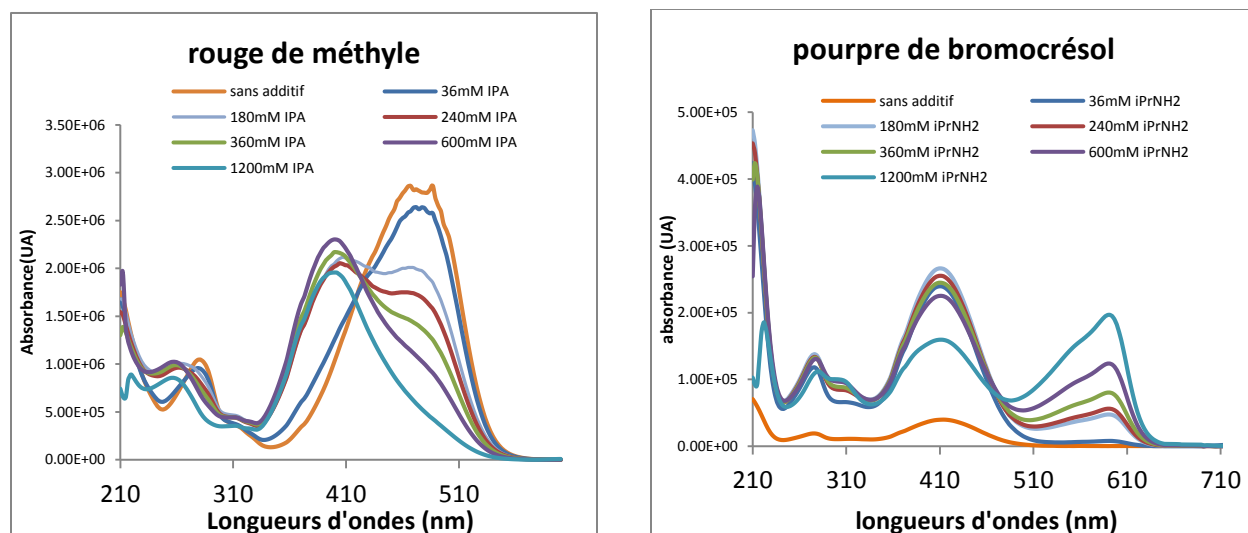 rouge de méthyle
sans additif 36mM IPA
180mM IPA 240mM IPA
360mM IPA 600mM IPA
1200mM IPA
Absorbance(UA)
3.50E+06
3.00E+06
2.50E+06
2.00E+06
1.50E+06
1.00E+06
5.00E+05
0.00E+00
210 310 410 510
Longueurs d'ondes (nm)
pourpre de bromocrésol
sans additif 36mM iPrNH2
180mM iPrNH2 240mM iPrNH2
360mM iPrNH2 600mM iPrNH2
1200mM iPrNH2
absorbance (UA)
5.00E+05
4.00E+05
3.00E+05
2.00E+05
1.00E+05
0.00E+00
210 310 410 510 610 710
longueurs d'ondes (nm)